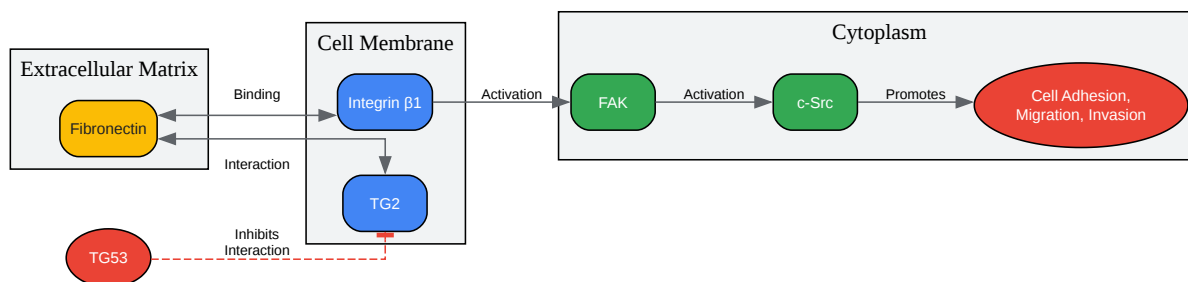 Extracellular Matrix
Cell Membrane
Cytoplasm
Fibronectin
Binding
Integrin β1
Activation
FAK
Activation
c-Src
Promotes
Cell Adhesion,
Migration, Invasion
Interaction
TG2
TG53
Inhibits
Interaction